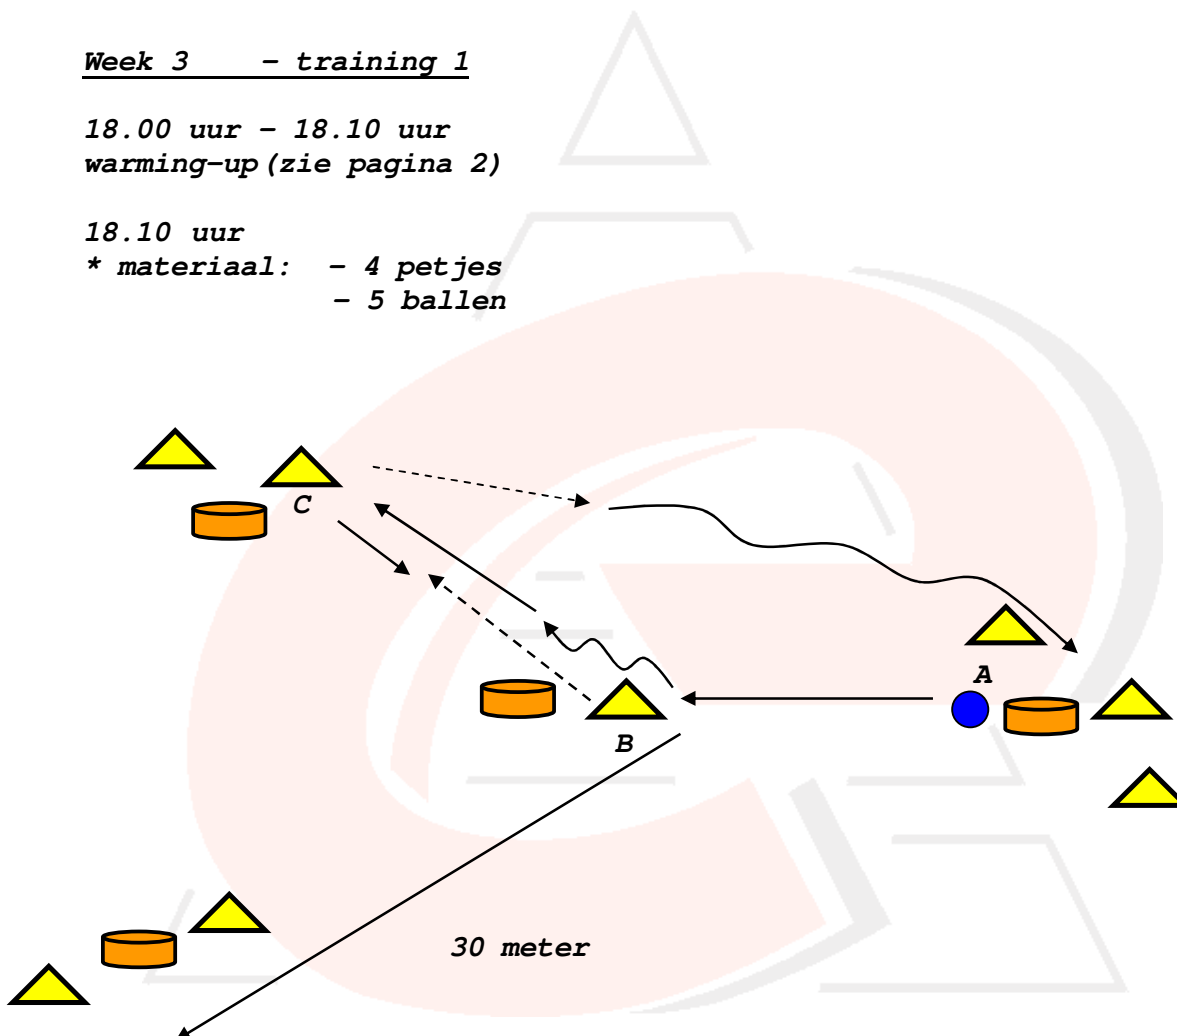 Week 3    - training 1
18.00 uur - 18.10 uur
warming-up (zie pagina 2)
18.10 uur
* materiaal:  - 4 petjes
- 5 ballen
C
A
B
30 meter